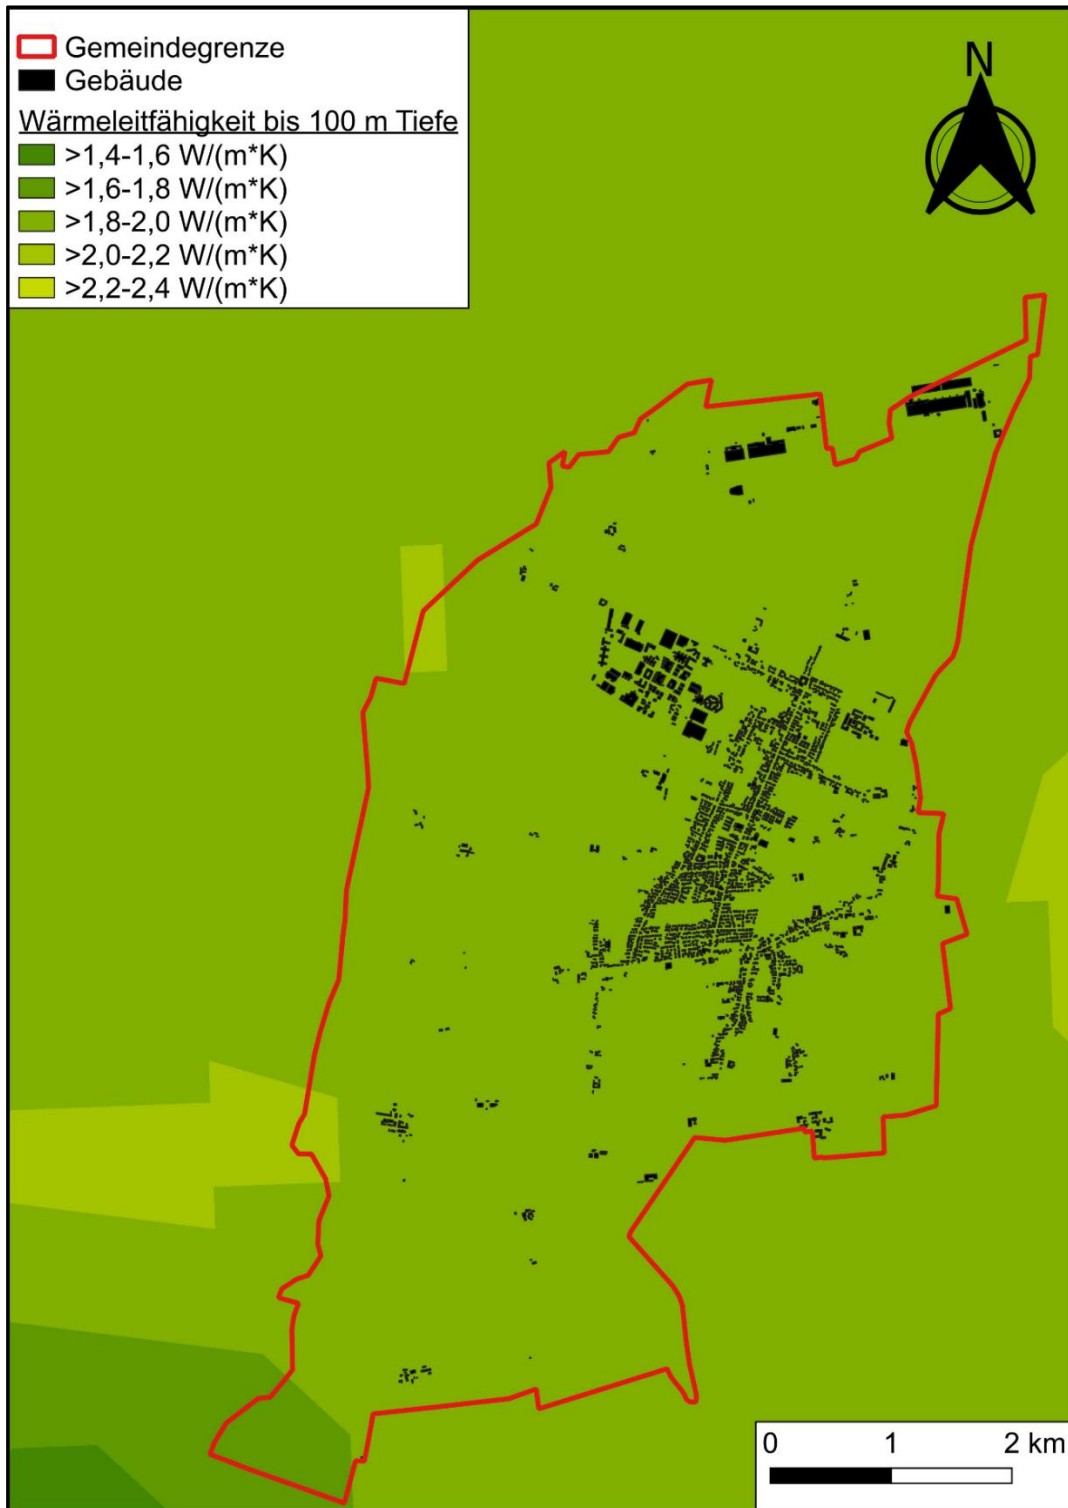 Gemeindegrenze
Gebäude
Wärmeleitfähigkeit bis 100 m Tiefe
>1,4-1,6 W/(m*K)
>1,6-1,8 W/(m*K)
>1,8-2,0 W/(m*K)
>2,0-2,2 W/(m*K)
>2,2-2,4 W/(m*K)
N
0 1 2 km